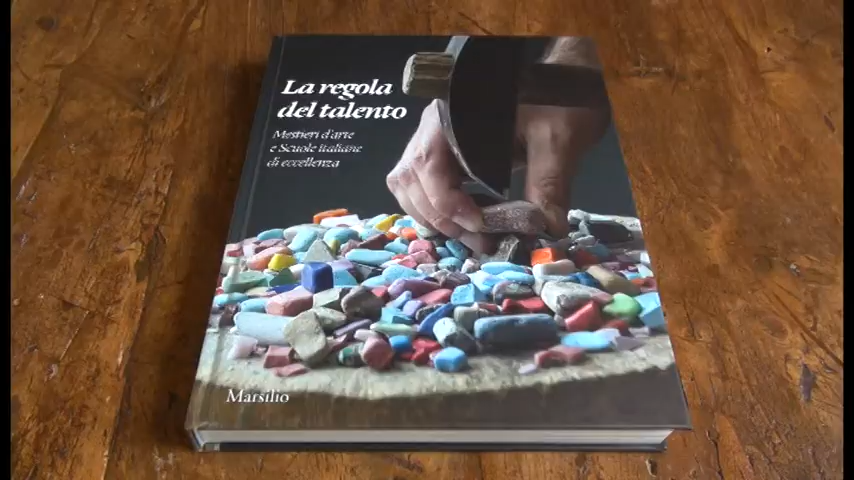 La regola
del talento
Mestieri d'arte
e Scuole italiane
di eccellenza
Marsilio